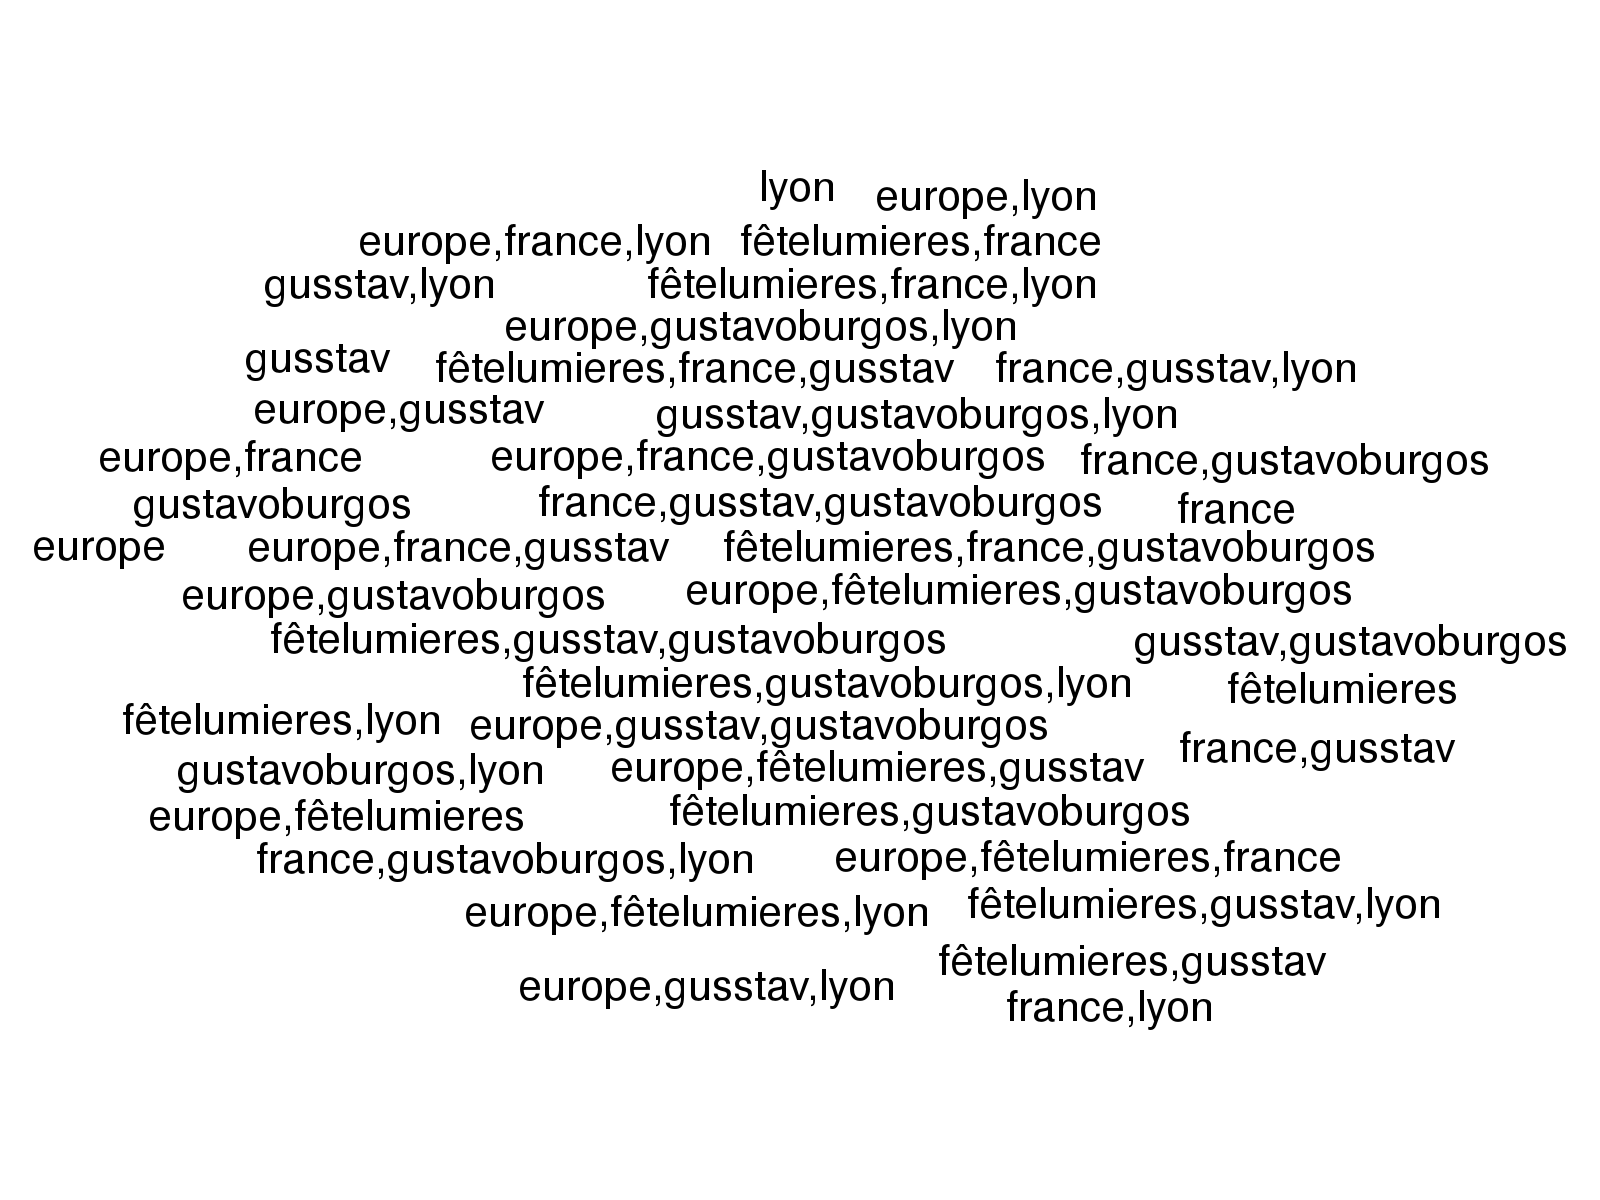 lyon europe,lyon
europe,france,lyon fêtelumieres,france
gusstav,lyon fêtelumieres,france,lyon
europe,gustavoburgos,lyon
gusstav fêtelumieres,france,gusstav france,gusstav,lyon
europe,gusstav gusstav,gustavoburgos,lyon
europe,france europe,france,gustavoburgos france,gustavoburgos
gustavoburgos france,gusstav,gustavoburgos france
europe europe,france,gusstav fêtelumieres,france,gustavoburgos
europe,gustavoburgos europe,fêtelumieres,gustavoburgos
fêtelumieres,gusstav,gustavoburgos gusstav,gustavoburgos
fêtelumieres,gustavoburgos,lyon fêtelumieres
fêtelumieres,lyon europe,gusstav,gustavoburgos
france,gusstav
gustavoburgos,lyon europe,fêtelumieres,gusstav
europe,fêtelumieres fêtelumieres,gustavoburgos
france,gustavoburgos,lyon europe,fêtelumieres,france
europe,fêtelumieres,lyon fêtelumieres,gusstav,lyon
fêtelumieres,gusstav
europe,gusstav,lyon
france,lyon